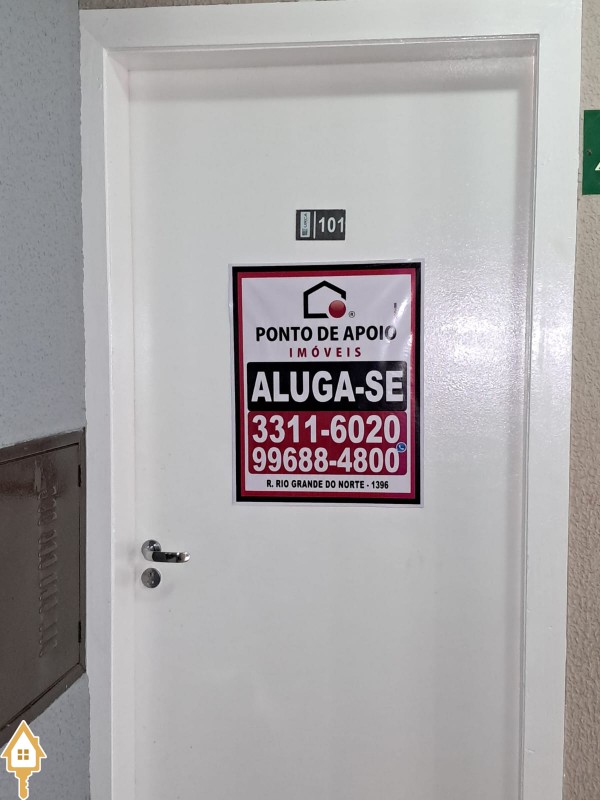 101
®
PONTO DE APOIO
IMÓVEIS
ALUGA-SE
3311-6020
99688-4800
R. RIO GRANDE DO NORTE - 1396